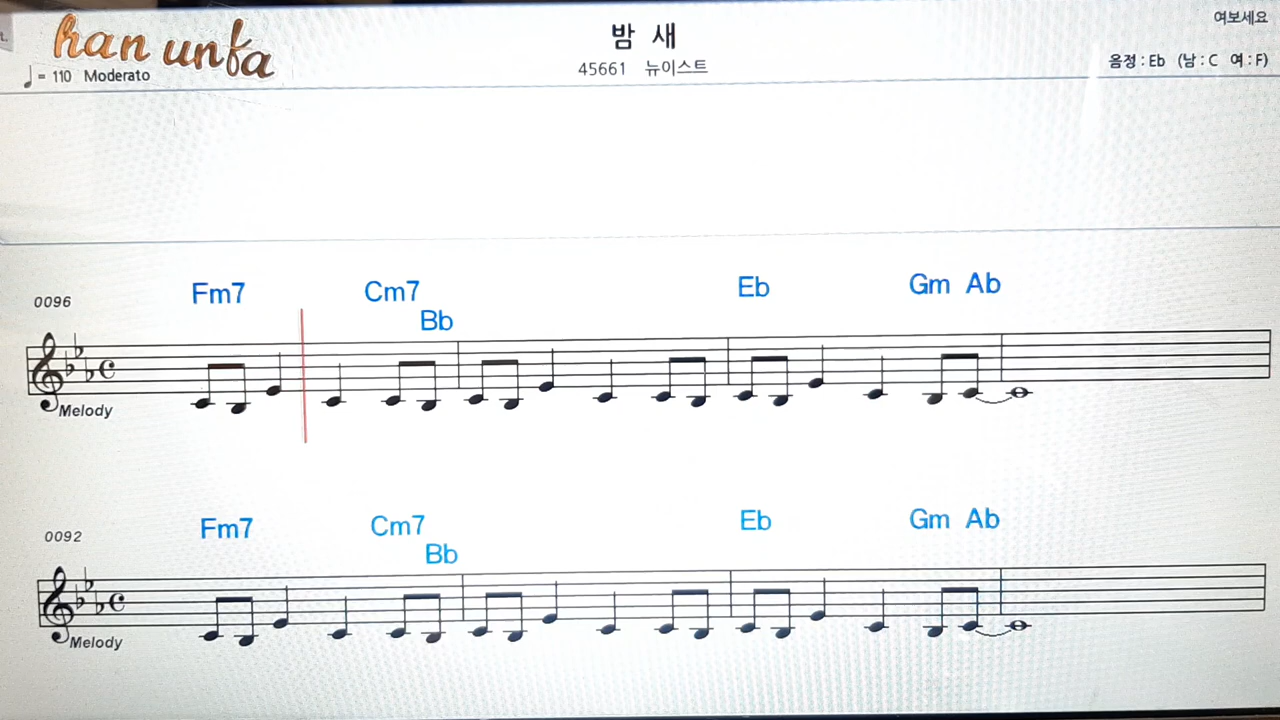 t.
han unfa
♩ = 110 Moderato
밤 새
45661 뉴이스트
여보세요
음정 : Eb (남 : C 여 : F)
0096
Fm7 Cm7 Eb Gm Ab
Bb
Melody
0092
Fm7 Cm7 Eb Gm Ab
Bb
Melody